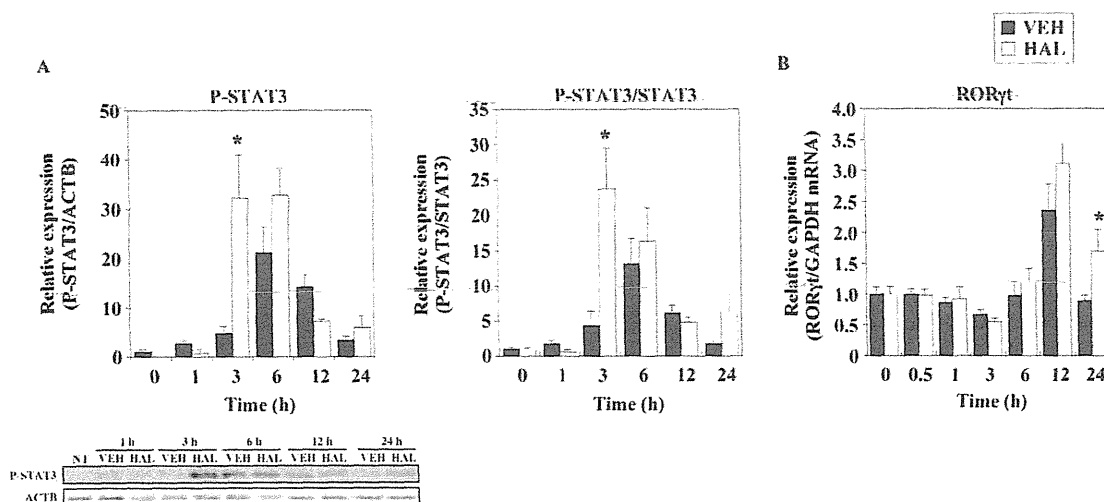 VEH
HAL
A
B
P-STAT3
P-STAT3/STAT3
RORγt
Relative expression
(P-STAT3/ACTB)
50
40
30
20
10
0
*
0 1 3 6 12 24
Time (h)
Relative expression
(P-STAT3/STAT3)
35
30
25
20
15
10
5
0
*
0 1 3 6 12 24
Time (h)
Relative expression
(RORγt/GAPDH mRNA)
4.0
3.5
3.0
2.5
2.0
1.5
1.0
0.5
0
*
0 0.5 1 3 6 12 24
Time (h)
1 h 3 h 6 h 12 h 24 h
NT VEH HAL VEH HAL VEH HAL VEH HAL VEH HAL
P-STAT3
ACTB